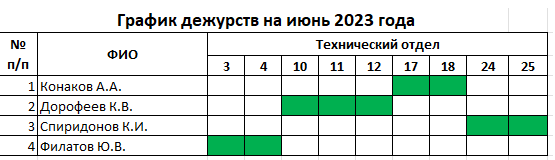 График дежурств на июнь 2023 года
№ п/п ФИО Технический отдел
3 4 10 11 12 17 18 24 25
1 Конаков А.А.
2 Дорофеев К.В.
3 Спиридонов К.И.
4 Филатов Ю.В.